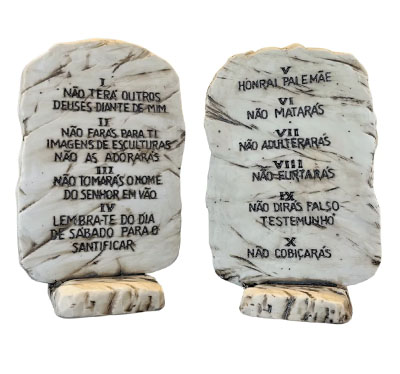 I
NÃO TERÁ OUTROS
DEUSES DIANTE DE MIM
II
NÃO FARÁS PARA TI
IMAGENS DE ESCULTURAS
NÃO AS ADORARÁS
III
NÃO TOMARÁS O NOME
DO SENHOR EM VÃO
IV
LEMBRA-TE DO DIA
DE SÁBADO PARA O
SANTIFICAR
V
HONRAI PAI E MÃE
VI
NÃO MATARÁS
VII
NÃO ADULTERARÁS
VIII
NÃO FURTARÁS
IX
NÃO DIRÁS FALSO
TESTEMUNHO
X
NÃO COBIÇARÁS